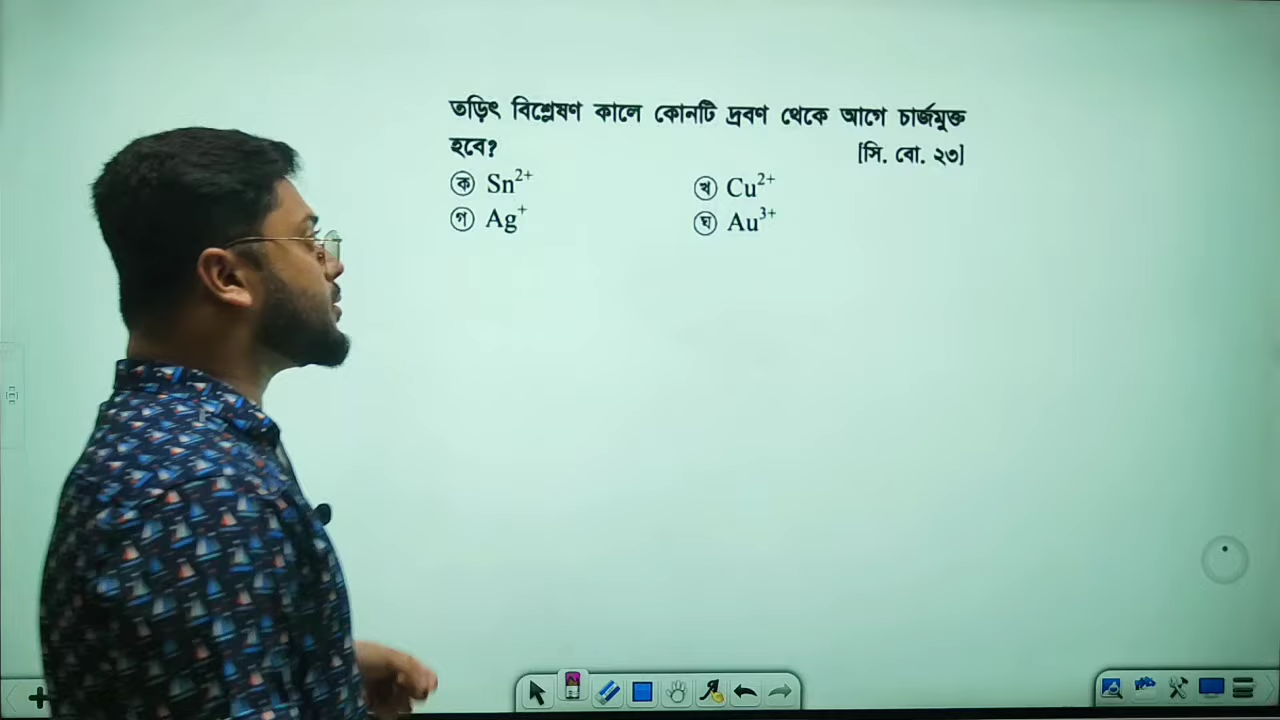 তড়িৎ বিশ্লেষণ কালে কোনটি দ্রবণ থেকে আগে চার্জমুক্ত
হবে? [সি. বো. ২৩]
ক Sn²⁺ খ Cu²⁺
গ Ag⁺ ঘ Au³⁺